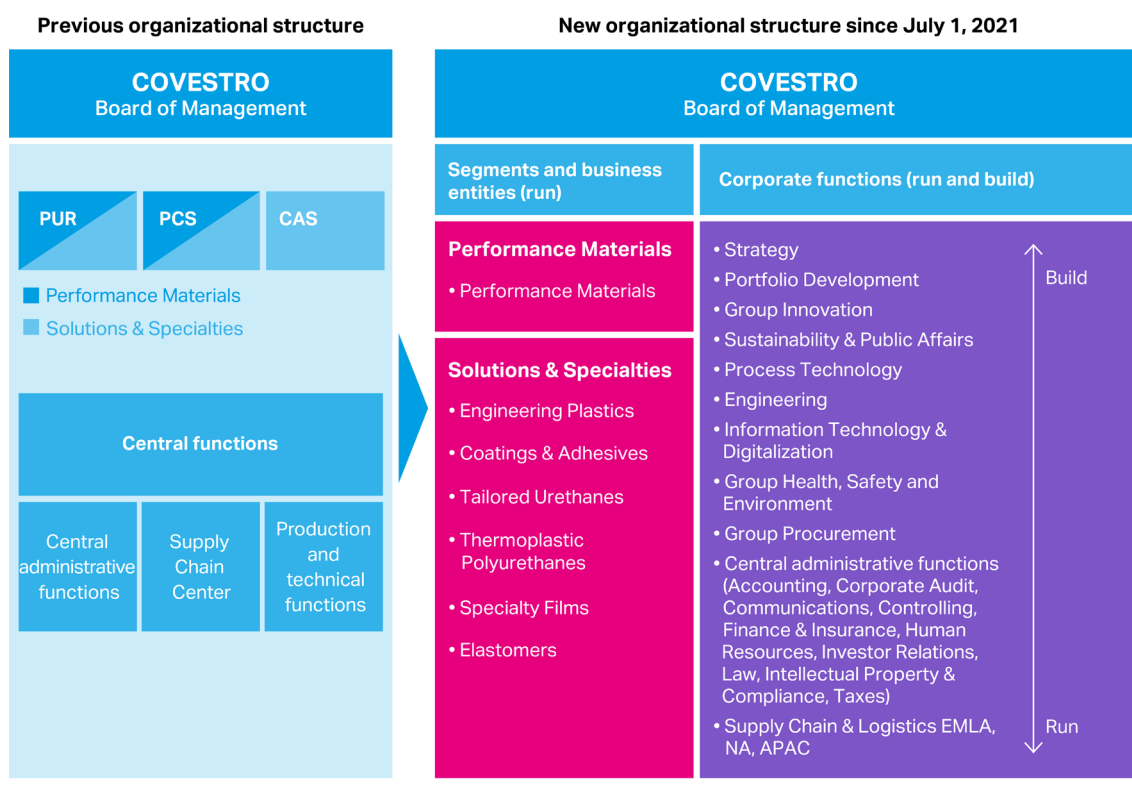 Previous organizational structure
COVESTRO
Board of Management
PUR
PCS
CAS
Performance Materials
Solutions & Specialties
Central functions
Central
administrative
functions
Supply
Chain
Center
Production
and
technical
functions
New organizational structure since July 1, 2021
COVESTRO
Board of Management
Segments and business
entities (run)
Performance Materials
• Performance Materials
Solutions & Specialties
• Engineering Plastics
• Coatings & Adhesives
• Tailored Urethanes
• Thermoplastic
Polyurethanes
• Specialty Films
• Elastomers
Corporate functions (run and build)
• Strategy
• Portfolio Development
• Group Innovation
• Sustainability & Public Affairs
• Process Technology
• Engineering
• Information Technology &
Digitalization
• Group Health, Safety and
Environment
• Group Procurement
• Central administrative functions
(Accounting, Corporate Audit,
Communications, Controlling,
Finance & Insurance, Human
Resources, Investor Relations,
Law, Intellectual Property &
Compliance, Taxes)
• Supply Chain & Logistics EMLA,
NA, APAC
Build
Run